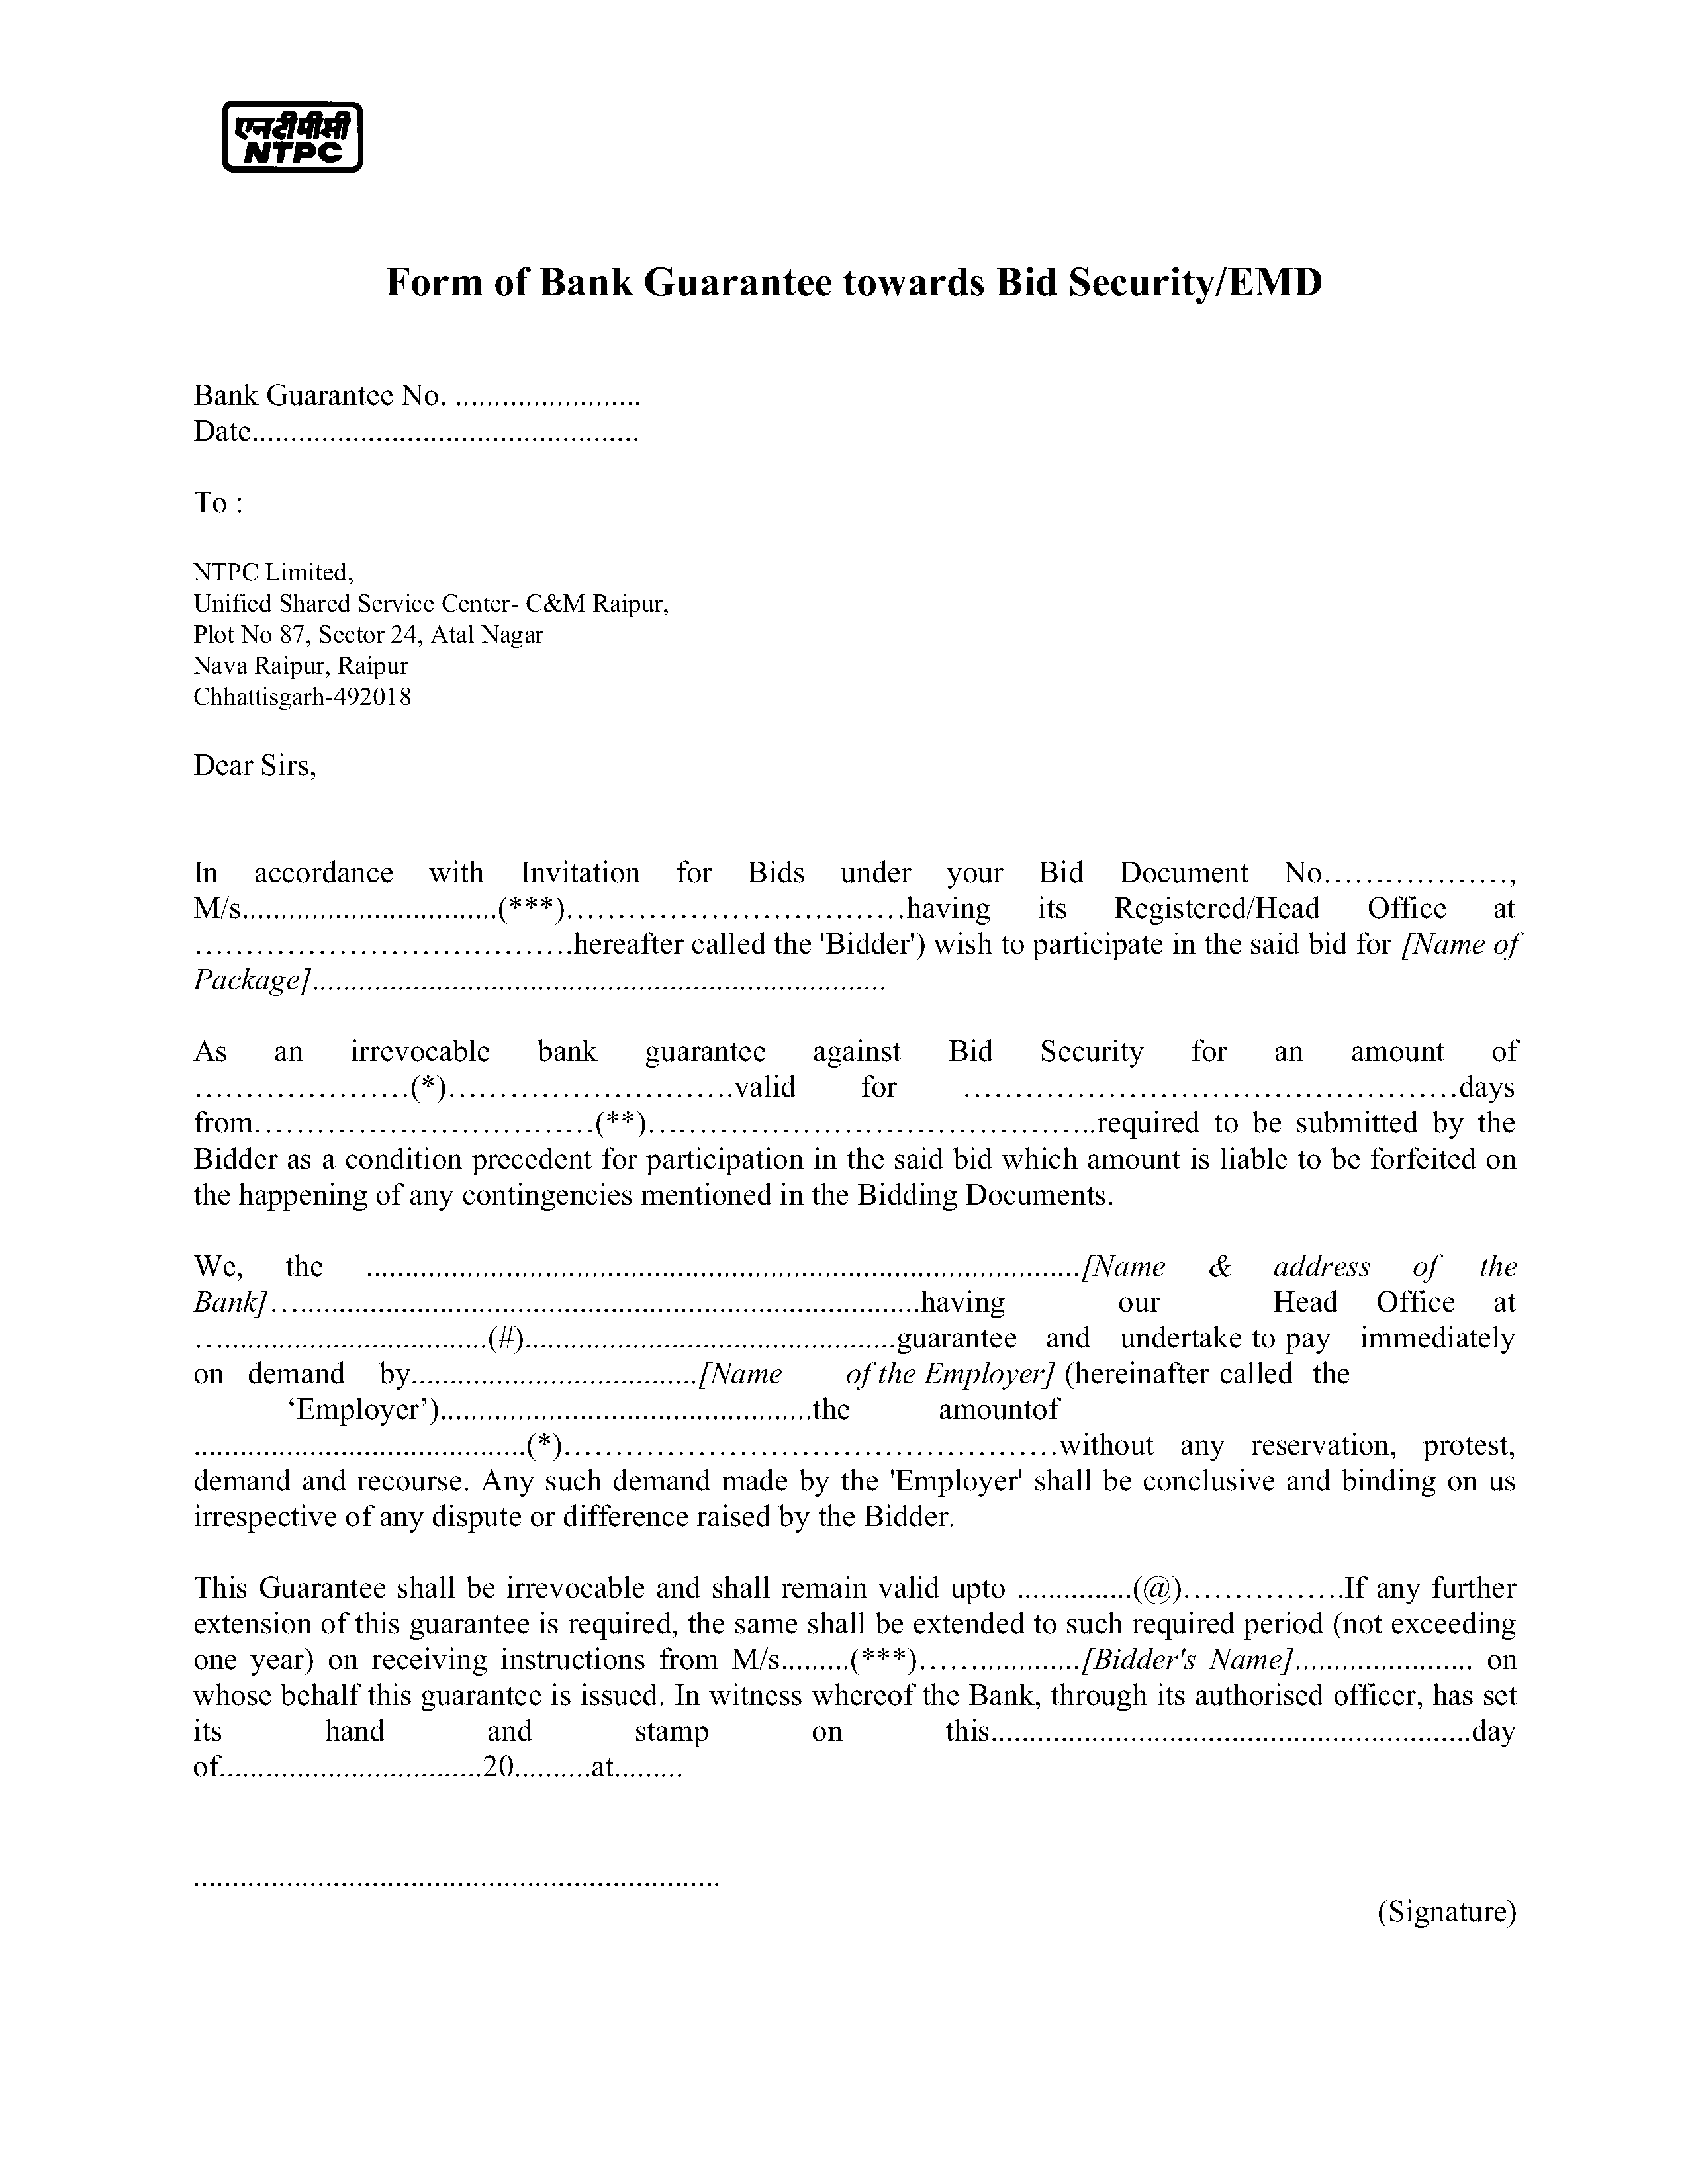 एनटीपीसी
NTPC
Form of Bank Guarantee towards Bid Security/EMD
Bank Guarantee No. ........................
Date..................................................
To :
NTPC Limited,
Unified Shared Service Center- C&M Raipur,
Plot No 87, Sector 24, Atal Nagar
Nava Raipur, Raipur
Chhattisgarh-492018
Dear Sirs,
In accordance with Invitation for Bids under your Bid Document No………………,
M/s.................................(***)……………………………having its Registered/Head Office at
………………………………hereafter called the 'Bidder') wish to participate in the said bid for [Name of
Package]..........................................................................
As an irrevocable bank guarantee against Bid Security for an amount of
…………………(*)………………………valid for …………………………………………days
from……………………………(**)……………………………………..required to be submitted by the
Bidder as a condition precedent for participation in the said bid which amount is liable to be forfeited on
the happening of any contingencies mentioned in the Bidding Documents.
We, the ............................................................................................[Name & address of the
Bank]…................................................................................having our Head Office at
…..................................(#)................................................guarantee and undertake to pay immediately
on demand by.....................................[Name of the Employer] (hereinafter called the
‘Employer’)................................................the amountof
...........................................(*)…………………………………………without any reservation, protest,
demand and recourse. Any such demand made by the 'Employer' shall be conclusive and binding on us
irrespective of any dispute or difference raised by the Bidder.
This Guarantee shall be irrevocable and shall remain valid upto ...............(@)…………….If any further
extension of this guarantee is required, the same shall be extended to such required period (not exceeding
one year) on receiving instructions from M/s.........(***)……..............[Bidder's Name]....................... on
whose behalf this guarantee is issued. In witness whereof the Bank, through its authorised officer, has set
its hand and stamp on this..............................................................day
of..................................20..........at.........
....................................................................
(Signature)